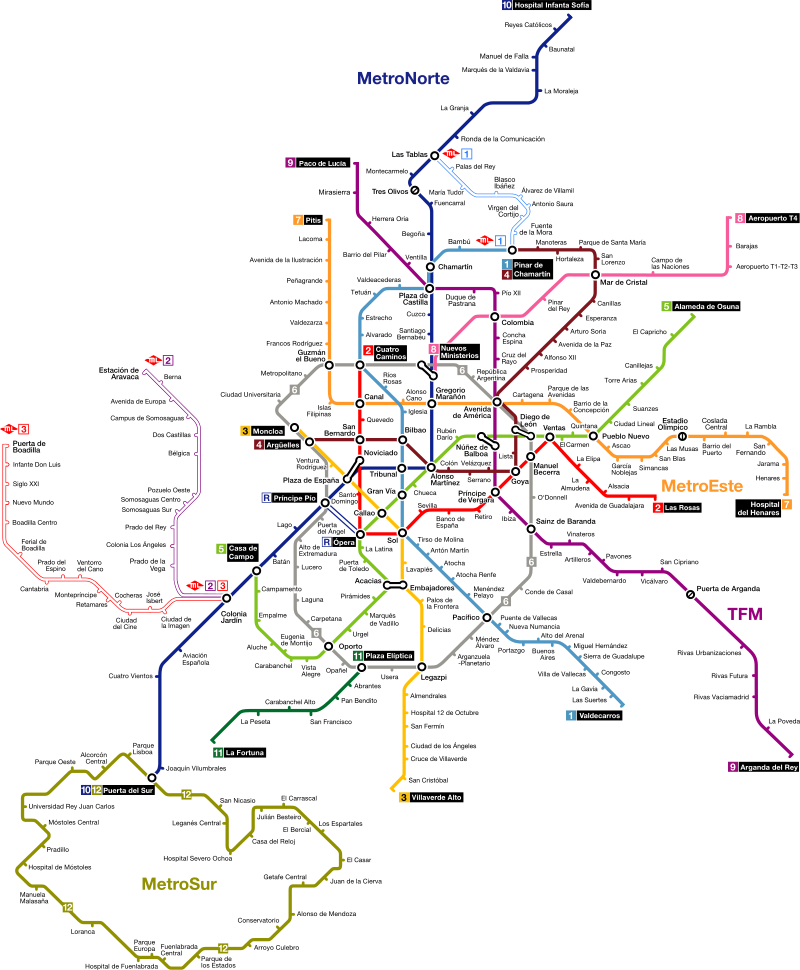 10 Hospital Infanta Sofía
Reyes Católicos
Baunatal
Manuel de Falla
Marqués de la Valdavia
MetroNorte
La Moraleja
La Granja
Ronda de la Comunicación
Las Tablas
ML 1
9 Paco de Lucía
Palas del Rey
Montecarmelo
Blasco
Ibáñez
Mirasierra
Tres Olivos
María Tudor
Álvarez de Villamil
Fuencarral
Virgen del
Cortijo
Antonio Saura
7 Pitis
Herrera Oria
8 Aeropuerto T4
Begoña
Fuente
de la Mora
Lacoma
ML 1
Bambú
Manoteras
Parque de Santa María
Barrio del Pilar
Ventilla
Hortaleza
San
Lorenzo
Barajas
Avenida de la Ilustración
Chamartín
1 Pinar de
4 Chamartín
Campo de
las Naciones
Aeropuerto T1-T2-T3
Peñagrande
Valdeacederas
Mar de Cristal
Tetuán
Plaza de
Castilla
Duque de
Pastrana
Pío XII
Pinar
del Rey
Canillas
Antonio Machado
Estrecho
Cuzco
Colombia
Esperanza
5 Alameda de Osuna
Valdezarza
Alvarado
Santiago
Bernabéu
Concha
Espina
Arturo Soria
El Capricho
Francos Rodríguez
Avenida de la Paz
Guzmán
el Bueno
2 Cuatro
Caminos
8 Nuevos
Ministerios
Cruz del
Rayo
Alfonso XII
ML 2
Estación de
Aravaca
Metropolitano
6
Ríos
Rosas
6
República
Argentina
Prosperidad
Canillejas
Berna
Torre Arias
Ciudad Universitaria
Canal
Alonso
Cano
Gregorio
Marañón
Cartagena
Parque de las
Avenidas
Avenida de Europa
Islas
Filipinas
Iglesia
Avenida
de América
Barrio de la
Concepción
Suanzes
Campus de Somosaguas
Quevedo
Diego de
León
Quintana
Ciudad Lineal
Estadio
Olímpico
Coslada
Central
La Rambla
ML 3
3 Moncloa
4 Argüelles
San
Bernardo
Bilbao
Rubén
Darío
Núñez de
Balboa
Ventas
El Carmen
Pueblo Nuevo
Dos Castillas
Puerta de
Boadilla
Noviciado
Lista
Manuel
Becerra
La Elipa
Ascao
García
Noblejas
Simancas
San Blas
Las Musas
Barrio del
Puerto
San
Fernando
Jarama
Bélgica
Ventura
Rodríguez
Tribunal
Alonso
Martínez
Colón
Velázquez
Serrano
Goya
Infante Don Luis
Plaza de España
La
Almudena
Alsacia
MetroEste
Henares
Siglo XXI
Pozuelo Oeste
Somosaguas Centro
R Príncipe Pío
Santo
Domingo
Gran Vía
Chueca
Príncipe
de Vergara
O'Donnell
Avenida de Guadalajara
2 Las Rosas
Hospital
del Henares 7
Nuevo Mundo
Somosaguas Sur
Callao
Sevilla
Banco de
España
Retiro
Ibiza
Sainz de Baranda
Boadilla Centro
Prado del Rey
Lago
Puerta
del Ángel
R Ópera
Sol
Tirso de Molina
Vinateros
Ferial de
Boadilla
Colonia Los Ángeles
5 Casa de
Campo
Batán
Alto de
Extremadura
La Latina
Antón Martín
Estrella
Artilleros
Pavones
Prado de la
Vega
Lucero
Puerta
de Toledo
Lavapiés
Atocha
Atocha Renfe
San Cipriano
Prado del
Espino
Ventorro
del Cano
Campamento
Acacias
Embajadores
Menéndez
Pelayo
6
Valdebernardo
Vicálvaro
Cantabria
Montepríncipe
Cocheras
José
Isbert
ML 2 3
Laguna
Pirámides
Palos de
la Frontera
Conde de Casal
Puerta de Arganda
Retamares
Colonia
Jardín
Empalme
Carpetana
Marqués
de Vadillo
Pacífico
Puente de Vallecas
TFM
Ciudad
del Cine
Ciudad de
la Imagen
Aluche
Eugenia
de Montijo
6
Urgel
Delicias
Nueva Numancia
Méndez
Álvaro
Alto del Arenal
Carabanchel
Vista
Alegre
Oporto
11 Plaza Elíptica
Arganzuela
-Planetario
Portazgo
Buenos
Aires
Miguel Hernández
Sierra de Guadalupe
Rivas Urbanizaciones
Aviación
Española
Opañel
Usera
Legazpi
Villa de Vallecas
Congosto
Cuatro Vientos
Abrantes
La Gavia
Rivas Futura
Carabanchel Alto
Pan Bendito
Almendrales
Las Suertes
Rivas Vaciamadrid
La Peseta
San Francisco
Hospital 12 de Octubre
1 Valdecarros
San Fermín
La Poveda
11 La Fortuna
Ciudad de los Ángeles
Parque
Lisboa
Cruce de Villaverde
Alcorcón
Central
Parque Oeste
Joaquín Vilumbrales
San Cristóbal
9 Arganda del Rey
10 12 Puerta del Sur
12
3 Villaverde Alto
Universidad Rey Juan Carlos
San Nicasio
El Carrascal
Móstoles Central
Leganés Central
Julián Besteiro
El Bercial
Los Espartales
Pradillo
Casa del Reloj
Hospital Severo Ochoa
El Casar
Hospital de Móstoles
MetroSur
Getafe Central
Juan de la Cierva
Manuela
Malasaña
12
Alonso de Mendoza
Loranca
Conservatorio
Parque
Europa
Fuenlabrada
Central
12
Arroyo Culebro
Hospital de Fuenlabrada
Parque de
los Estados